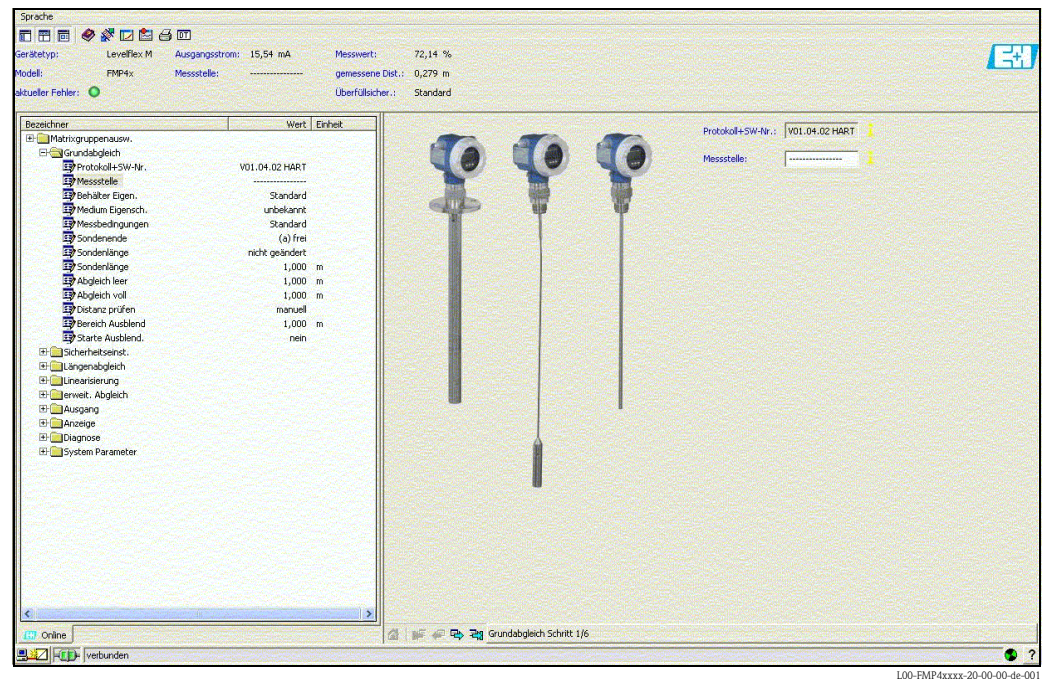 Sprache
DT
Gerätetyp: Levelflex M Ausgangsstrom: 15,54 mA Messwert: 72,14 %
Modell: FMP4x Messstelle: ---------------- gemessene Dist.: 0,279 m
aktueller Fehler: Überfüllsicher.: Standard
E+H
Bezeichner Wert Einheit
Matrixgruppenausw.
Grundabgleich
Protokoll+SW-Nr. V01.04.02 HART
Messstelle ----------------
Behälter Eigen. Standard
Medium Eigensch. unbekannt
Messbedingungen Standard
Sondenende (a) frei
Sondenlänge nicht geändert
Sondenlänge 1,000 m
Abgleich leer 1,000 m
Abgleich voll 1,000 m
Distanz prüfen manuell
Bereich Ausblend 1,000 m
Starte Ausblend. nein
Sicherheitseinst.
Längenabgleich
Linearisierung
erweit. Abgleich
Ausgang
Anzeige
Diagnose
System Parameter
Protokoll+SW-Nr.: V01.04.02 HART
Messstelle: ----------------
Online
Grundabgleich Schritt 1/6
verbunden
?
L00-FMP4xxxx-20-00-00-de-001